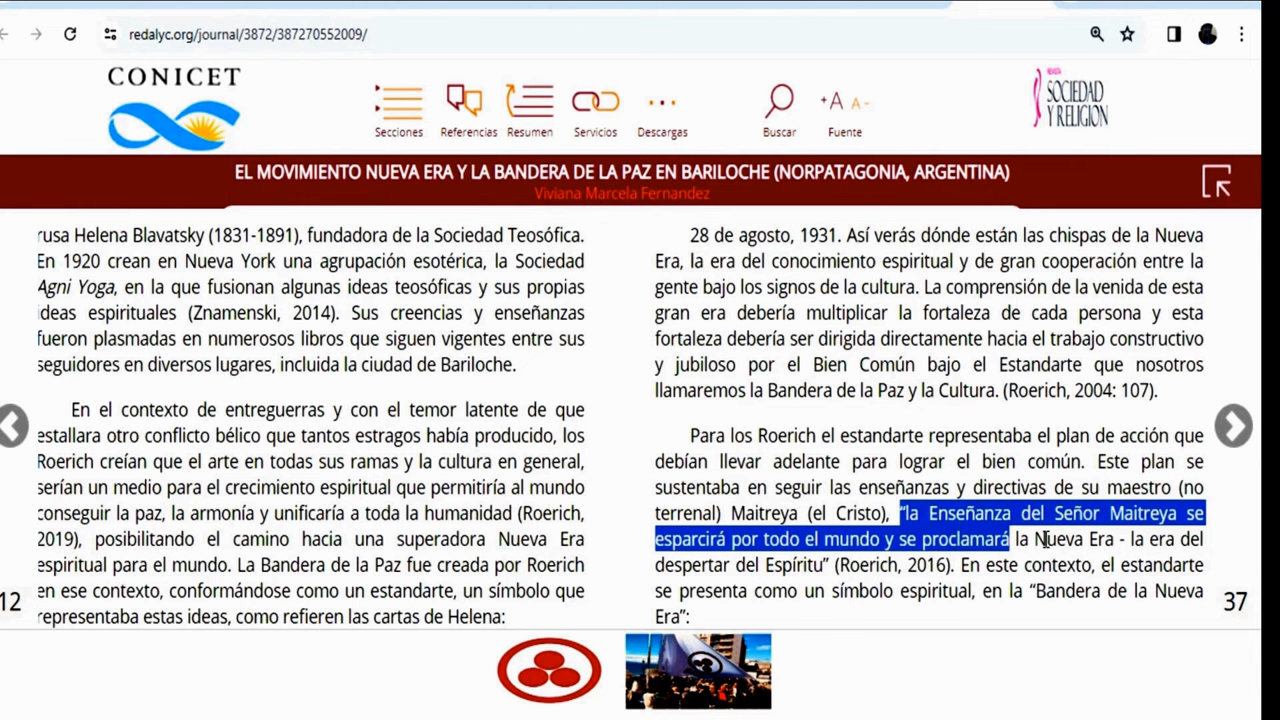 redalyc.org/journal/3872/387270552009/
CONICET
Secciones
Referencias
Resumen
Servicios
Descargas
Buscar
+A A-
Fuente
REVISTA
SOCIEDAD
Y RELIGIÓN
EL MOVIMIENTO NUEVA ERA Y LA BANDERA DE LA PAZ EN BARILOCHE (NORPATAGONIA, ARGENTINA)
Viviana Marcela Fernandez
rusa Helena Blavatsky (1831-1891), fundadora de la Sociedad Teosófica.
En 1920 crean en Nueva York una agrupación esotérica, la Sociedad
Agni Yoga, en la que fusionan algunas ideas teosóficas y sus propias
ideas espirituales (Znamenski, 2014). Sus creencias y enseñanzas
fueron plasmadas en numerosos libros que siguen vigentes entre sus
seguidores en diversos lugares, incluida la ciudad de Bariloche.
En el contexto de entreguerras y con el temor latente de que
estallara otro conflicto bélico que tantos estragos había producido, los
Roerich creían que el arte en todas sus ramas y la cultura en general,
serían un medio para el crecimiento espiritual que permitiría al mundo
conseguir la paz, la armonía y unificaría a toda la humanidad (Roerich,
2019), posibilitando el camino hacia una superadora Nueva Era
espiritual para el mundo. La Bandera de la Paz fue creada por Roerich
en ese contexto, conformándose como un estandarte, un símbolo que
representaba estas ideas, como refieren las cartas de Helena:
12
28 de agosto, 1931. Así verás dónde están las chispas de la Nueva
Era, la era del conocimiento espiritual y de gran cooperación entre la
gente bajo los signos de la cultura. La comprensión de la venida de esta
gran era debería multiplicar la fortaleza de cada persona y esta
fortaleza debería ser dirigida directamente hacia el trabajo constructivo
y jubiloso por el Bien Común bajo el Estandarte que nosotros
llamaremos la Bandera de la Paz y la Cultura. (Roerich, 2004: 107).
Para los Roerich el estandarte representaba el plan de acción que
debían llevar adelante para lograr el bien común. Este plan se
sustentaba en seguir las enseñanzas y directivas de su maestro (no
terrenal) Maitreya (el Cristo), “la Enseñanza del Señor Maitreya se
esparcirá por todo el mundo y se proclamará la Nueva Era - la era del
despertar del Espíritu” (Roerich, 2016). En este contexto, el estandarte
se presenta como un símbolo espiritual, en la “Bandera de la Nueva
Era”:
37